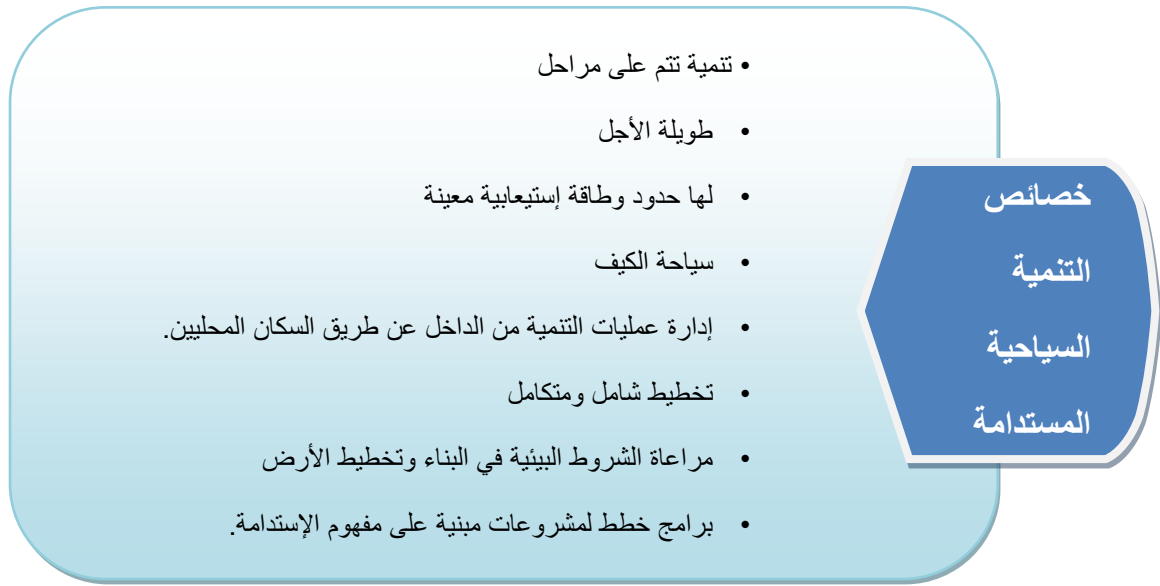 خصائص
التنمية
السياحية
المستدامة
• تنمية تتم على مراحل
• طويلة الأجل
• لها حدود وطاقة إستيعابية معينة
• سياحة الكيف
• إدارة عمليات التنمية من الداخل عن طريق السكان المحليين.
• تخطيط شامل ومتكامل
• مراعاة الشروط البيئية في البناء وتخطيط الأرض
• برامج خطط لمشروعات مبنية على مفهوم الإستدامة.